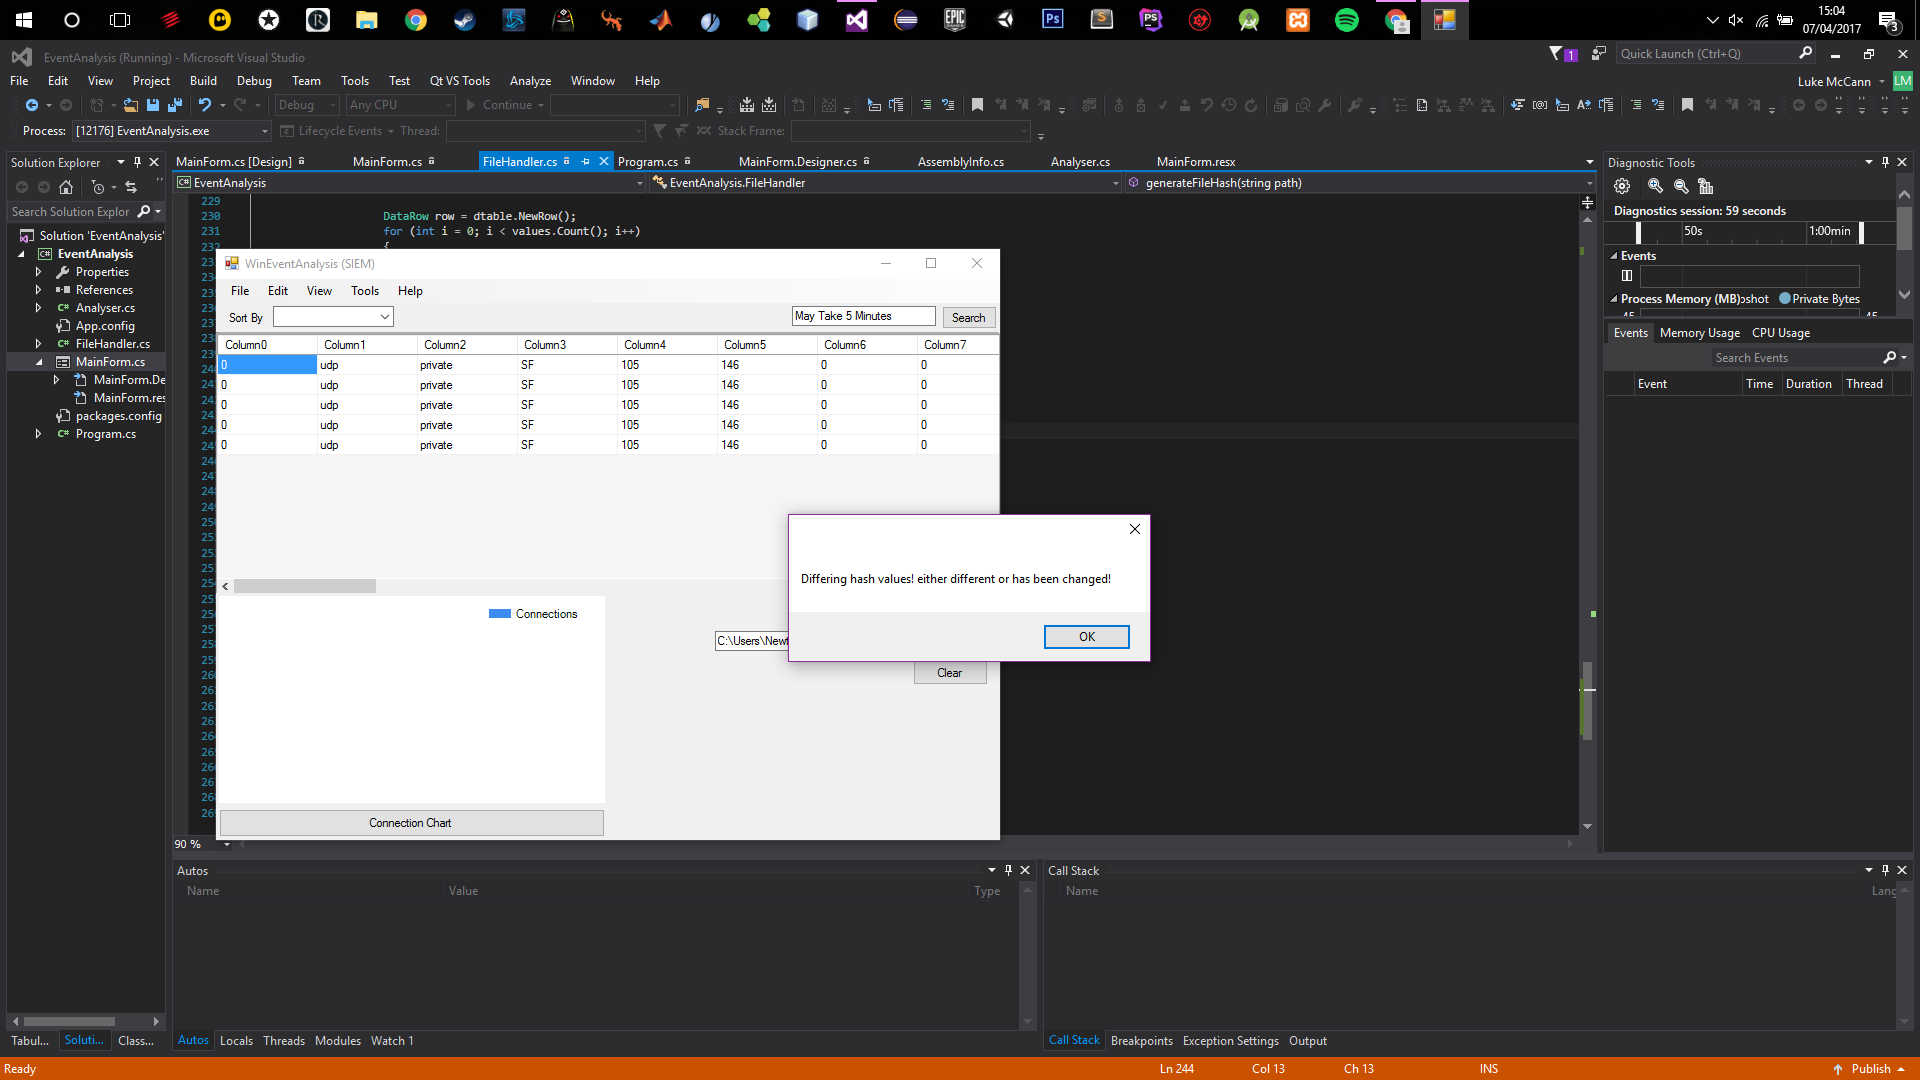 15:04
07/04/2017
3
EventAnalysis (Running) - Microsoft Visual Studio
1
Quick Launch (Ctrl+Q)
File Edit View Project Build Debug Team Tools Test Qt VS Tools Analyze Window Help
Luke McCann LM
Debug Any CPU Continue
Process: [12176] EventAnalysis.exe Lifecycle Events Thread: Stack Frame:
Solution Explorer
MainForm.cs [Design] MainForm.cs FileHandler.cs Program.cs MainForm.Designer.cs AssemblyInfo.cs Analyser.cs MainForm.resx
EventAnalysis EventAnalysis.FileHandler generateFileHash(string path)
Search Solution Explor
Solution 'EventAnalysis'
EventAnalysis
Properties
References
Analyser.cs
App.config
FileHandler.cs
MainForm.cs
MainForm.De
MainForm.res
packages.config
Program.cs
229
230 DataRow row = dtable.NewRow();
231 for (int i = 0; i < values.Count(); i++)
{
WinEventAnalysis (SIEM)
File Edit View Tools Help
Sort By May Take 5 Minutes Search
Column0 Column1 Column2 Column3 Column4 Column5 Column6 Column7
0 udp private SF 105 146 0 0
0 udp private SF 105 146 0 0
0 udp private SF 105 146 0 0
0 udp private SF 105 146 0 0
0 udp private SF 105 146 0 0
Connections
C:\Users\Newt
Clear
Connection Chart
Differing hash values! either different or has been changed!
OK
90 %
Diagnostic Tools
Diagnostics session: 59 seconds
50s 1:00min
Events
Process Memory (MB) pshot Private Bytes
45 45
Events Memory Usage CPU Usage
Search Events
Event Time Duration Thread
Autos
Name Value Type
Call Stack
Name Lang
Tabul... Soluti... Class...
Autos Locals Threads Modules Watch 1
Call Stack Breakpoints Exception Settings Output
Ready Ln 244 Col 13 Ch 13 INS Publish